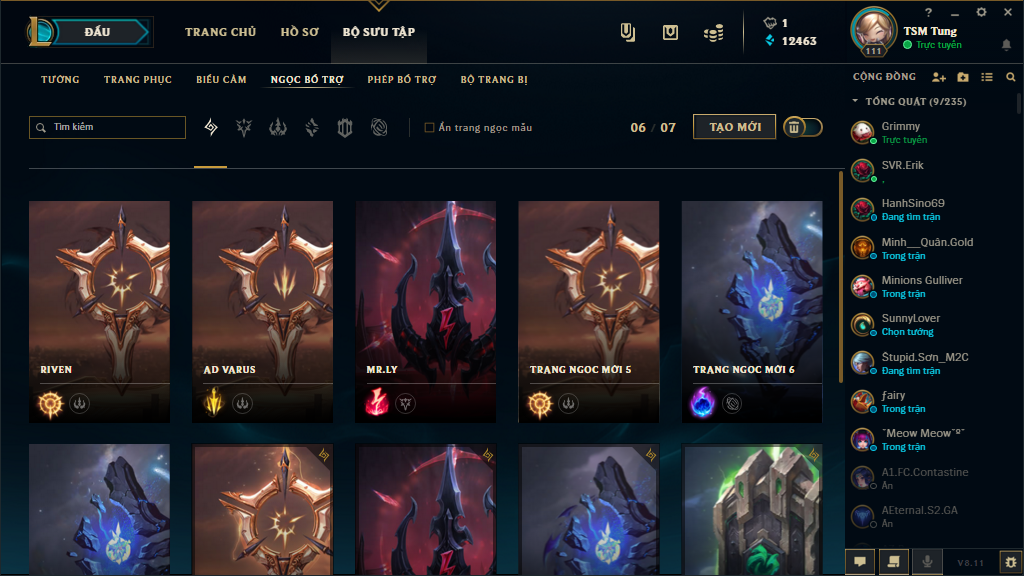 ĐẤU
TRANG CHỦ
HỒ SƠ
BỘ SƯU TẬP
1
12463
111
TSM Tung
Trực tuyến
TƯỚNG
TRANG PHỤC
BIỂU CẢM
NGỌC BỔ TRỢ
PHÉP BỔ TRỢ
BỘ TRANG BỊ
Tìm kiếm
Ẩn trang ngọc mẫu
06 / 07
TẠO MỚI
RIVEN
AD VARUS
MR.LY
TRANG NGỌC MỚI 5
TRANG NGỌC MỚI 6
CỘNG ĐỒNG
TỔNG QUÁT (9/235)
Grimmy
Trực tuyến
SVR.Erik
.
HanhSino69
Đang tìm trận
Minh__Quân.Gold
Trong trận
Minions Gulliver
Trong trận
SunnyLover
Chọn tướng
Stupid.Sơn_M2C
Đang tìm trận
ƒairy
Trong trận
˜Meow Meow˜º˜
Trong trận
A1.FC.Contastine
Ẩn
AEternal.S2.GA
Ẩn
V8.11